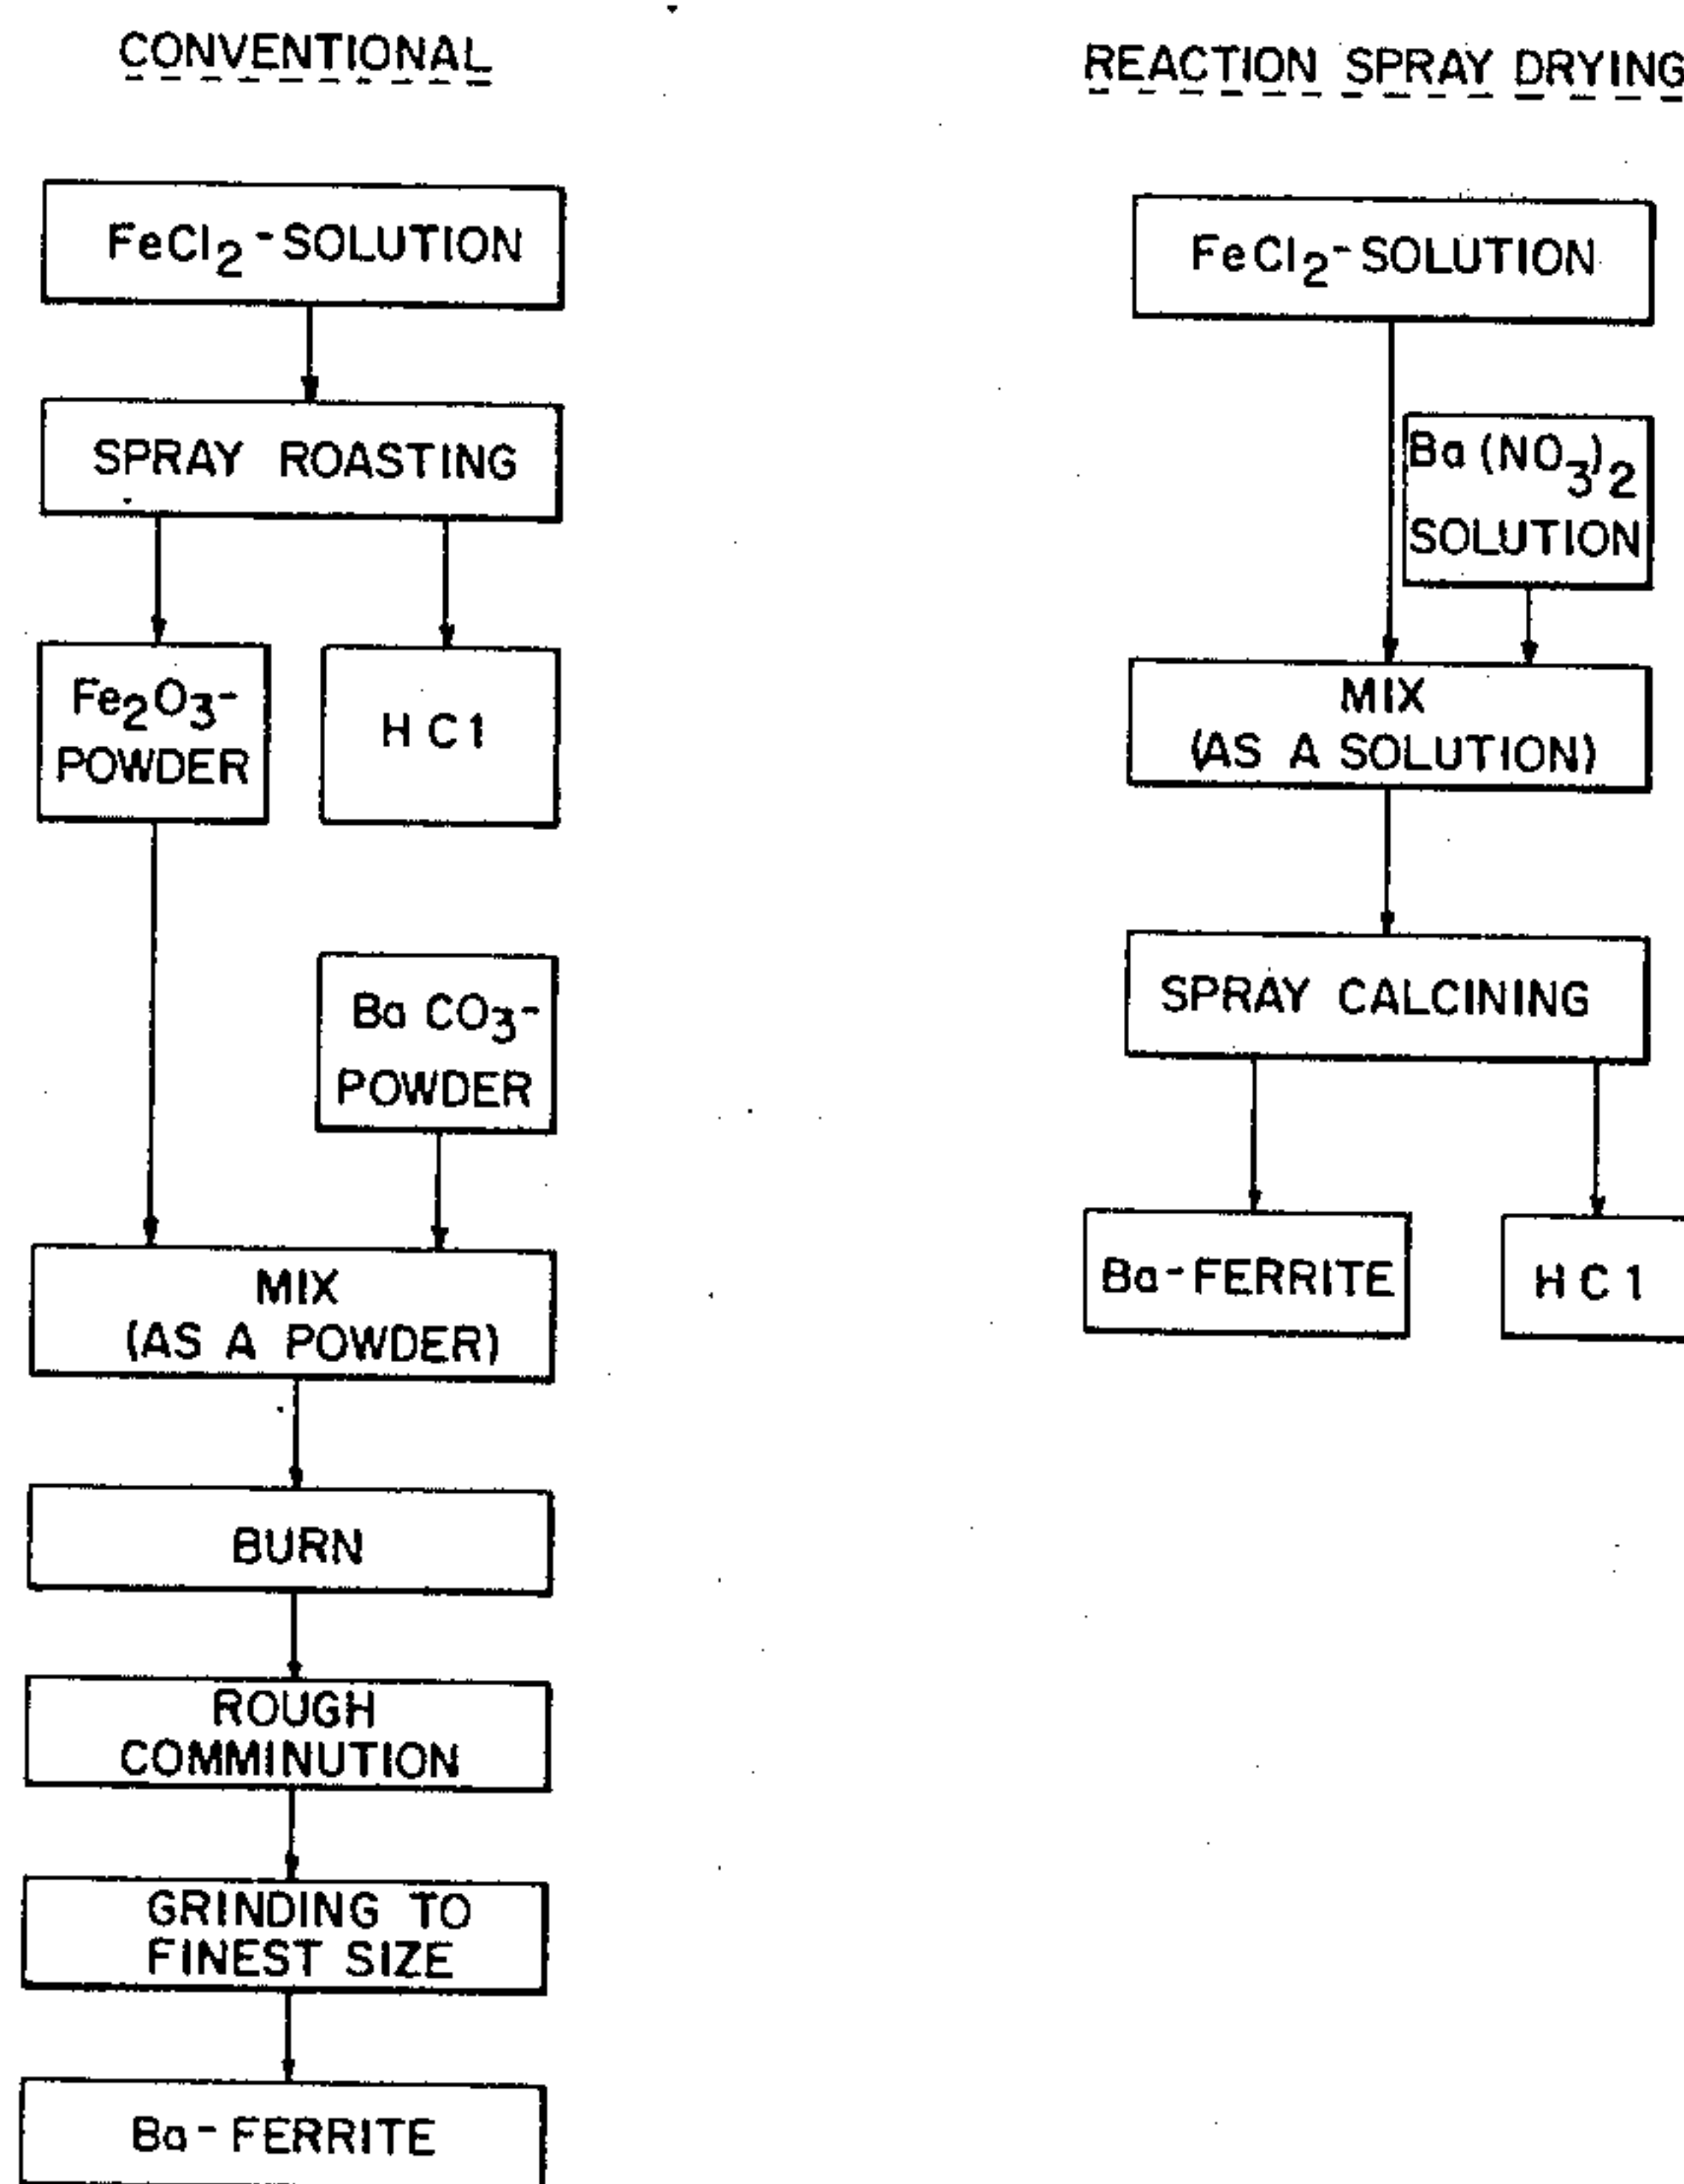 CONVENTIONAL
FeCl₂-SOLUTION
SPRAY ROASTING
Fe₂O₃-
POWDER
HC1
BaCO₃-
POWDER
MIX
(AS A POWDER)
BURN
ROUGH
COMMINUTION
GRINDING TO
FINEST SIZE
Ba-FERRITE
REACTION SPRAY DRYING
FeCl₂-SOLUTION
Ba(NO₃)₂
SOLUTION
MIX
(AS A SOLUTION)
SPRAY CALCINING
Ba-FERRITE
HC1